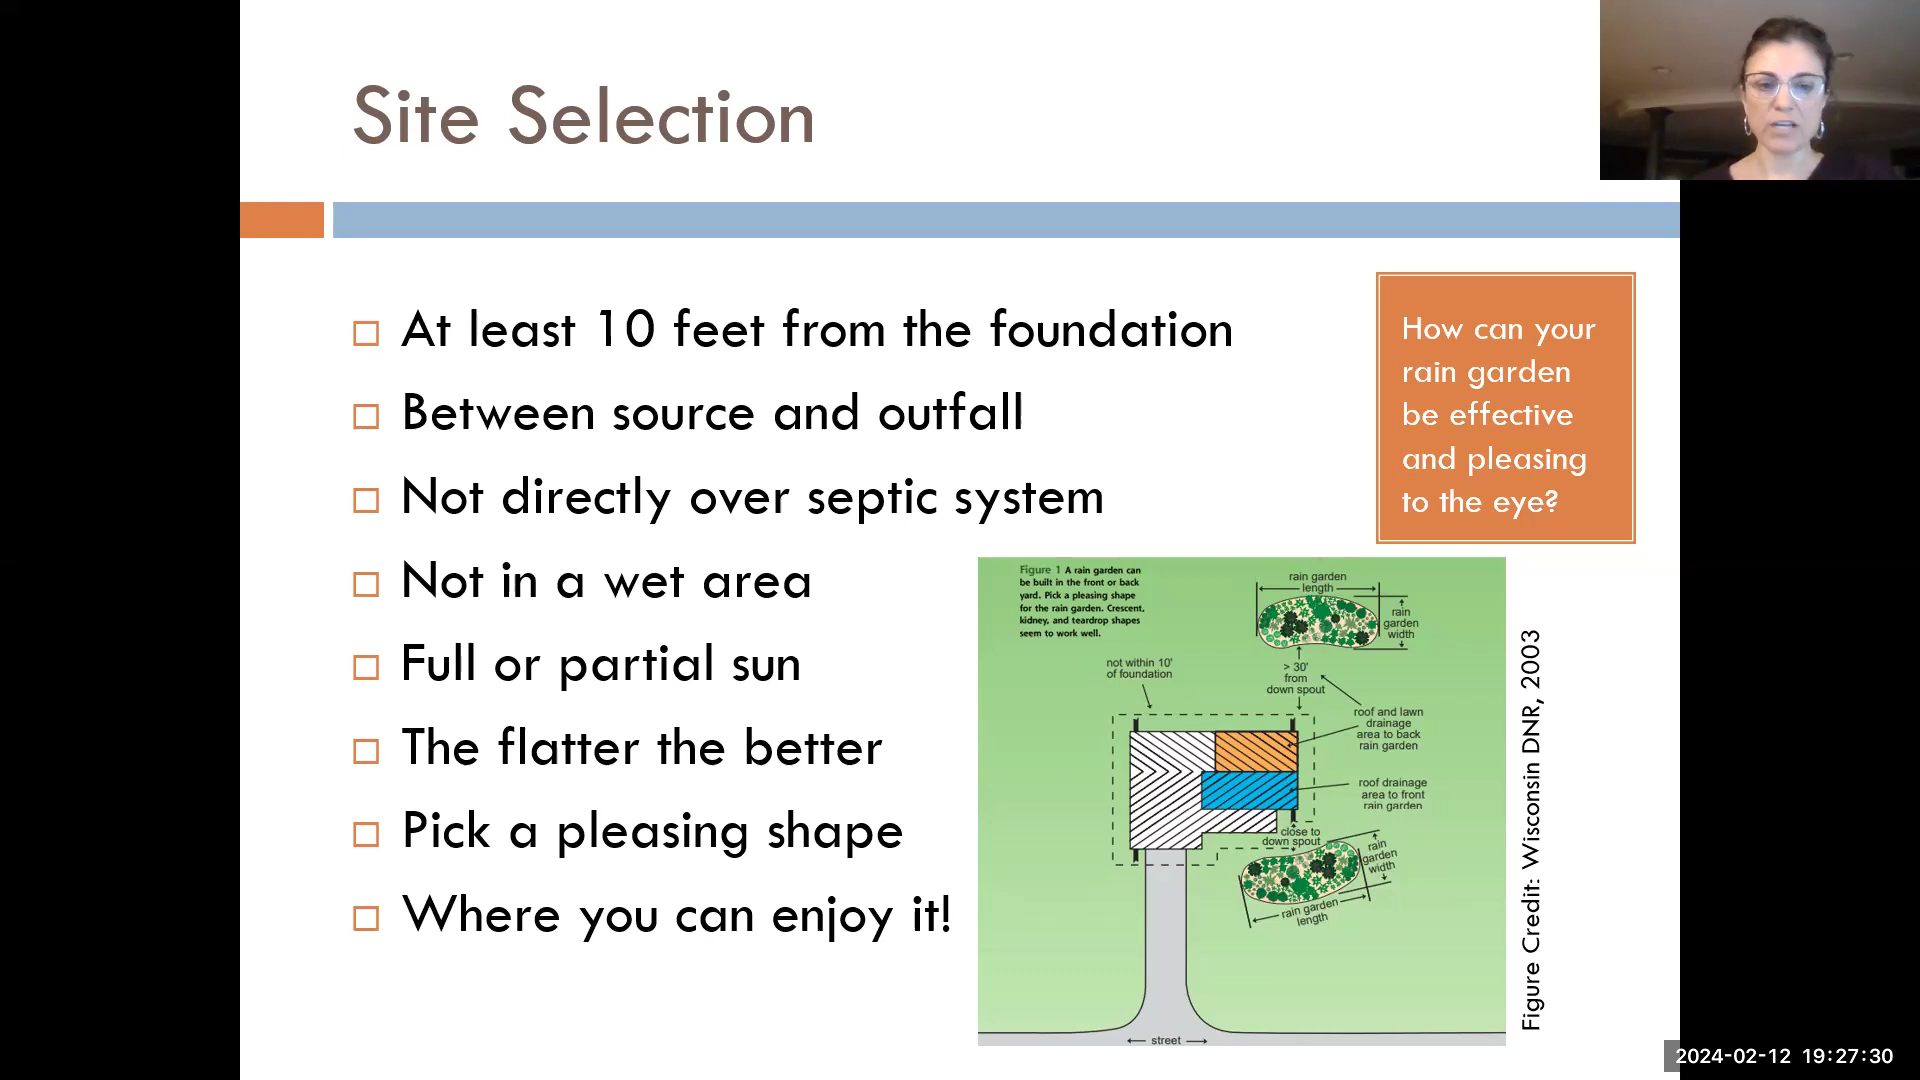 Site Selection
At least 10 feet from the foundation
Between source and outfall
Not directly over septic system
Not in a wet area
Full or partial sun
The flatter the better
Pick a pleasing shape
Where you can enjoy it!
How can your
rain garden
be effective
and pleasing
to the eye?
Figure 1 A rain garden can
be built in the front or back
yard. Pick a pleasing shape
for the rain garden. Crescent,
kidney, and teardrop shapes
seem to work well.
rain garden
length
rain
garden
width
not within 10'
of foundation
> 30'
from
down spout
roof and lawn
drainage
area to back
rain garden
roof drainage
area to front
rain garden
close to
down spout
rain
garden
width
rain garden
length
street
Figure Credit: Wisconsin DNR, 2003
2024-02-12 19:27:30